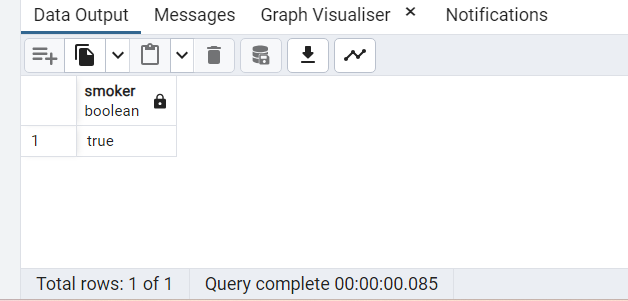 Data Output Messages Graph Visualiser × Notifications
smoker
boolean
1 true
Total rows: 1 of 1 Query complete 00:00:00.085